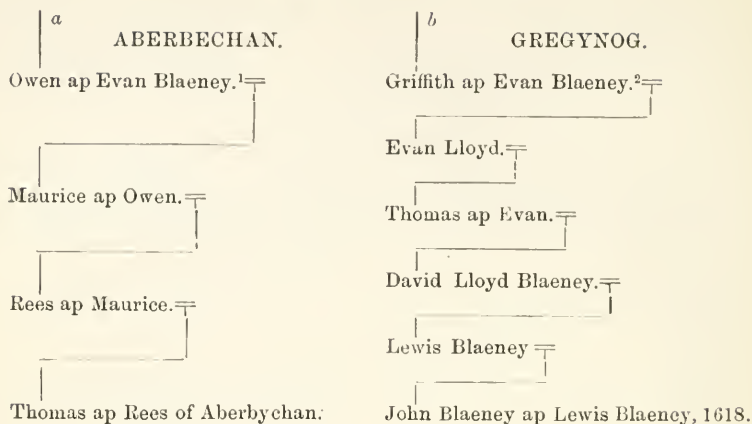 a
ABERBECHAN.
Owen ap Evan Blaeney.¹
Maurice ap Owen.
Rees ap Maurice.
Thomas ap Rees of Aberbychan.
b
GREGYNOG.
Griffith ap Evan Blaeney.²
Evan Lloyd.
Thomas ap Evan.
David Lloyd Blaeney.
Lewis Blaeney
John Blaeney ap Lewis Blaeney, 1618.